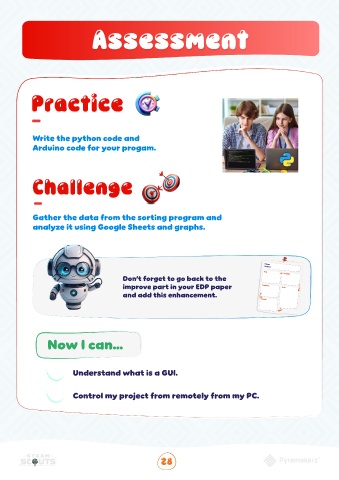 Assessment
Practice
Write the python code and
Arduino code for your progam.
Challenge
Gather the data from the sorting program and
analyze it using Google Sheets and graphs.
Don't forget to go back to the
improve part in your EDP paper
and add this enhancement.
Now I can...
Understand what is a GUI.
Control my project from remotely from my PC.
STEAM
SCOUTS
28
Pyramakerz